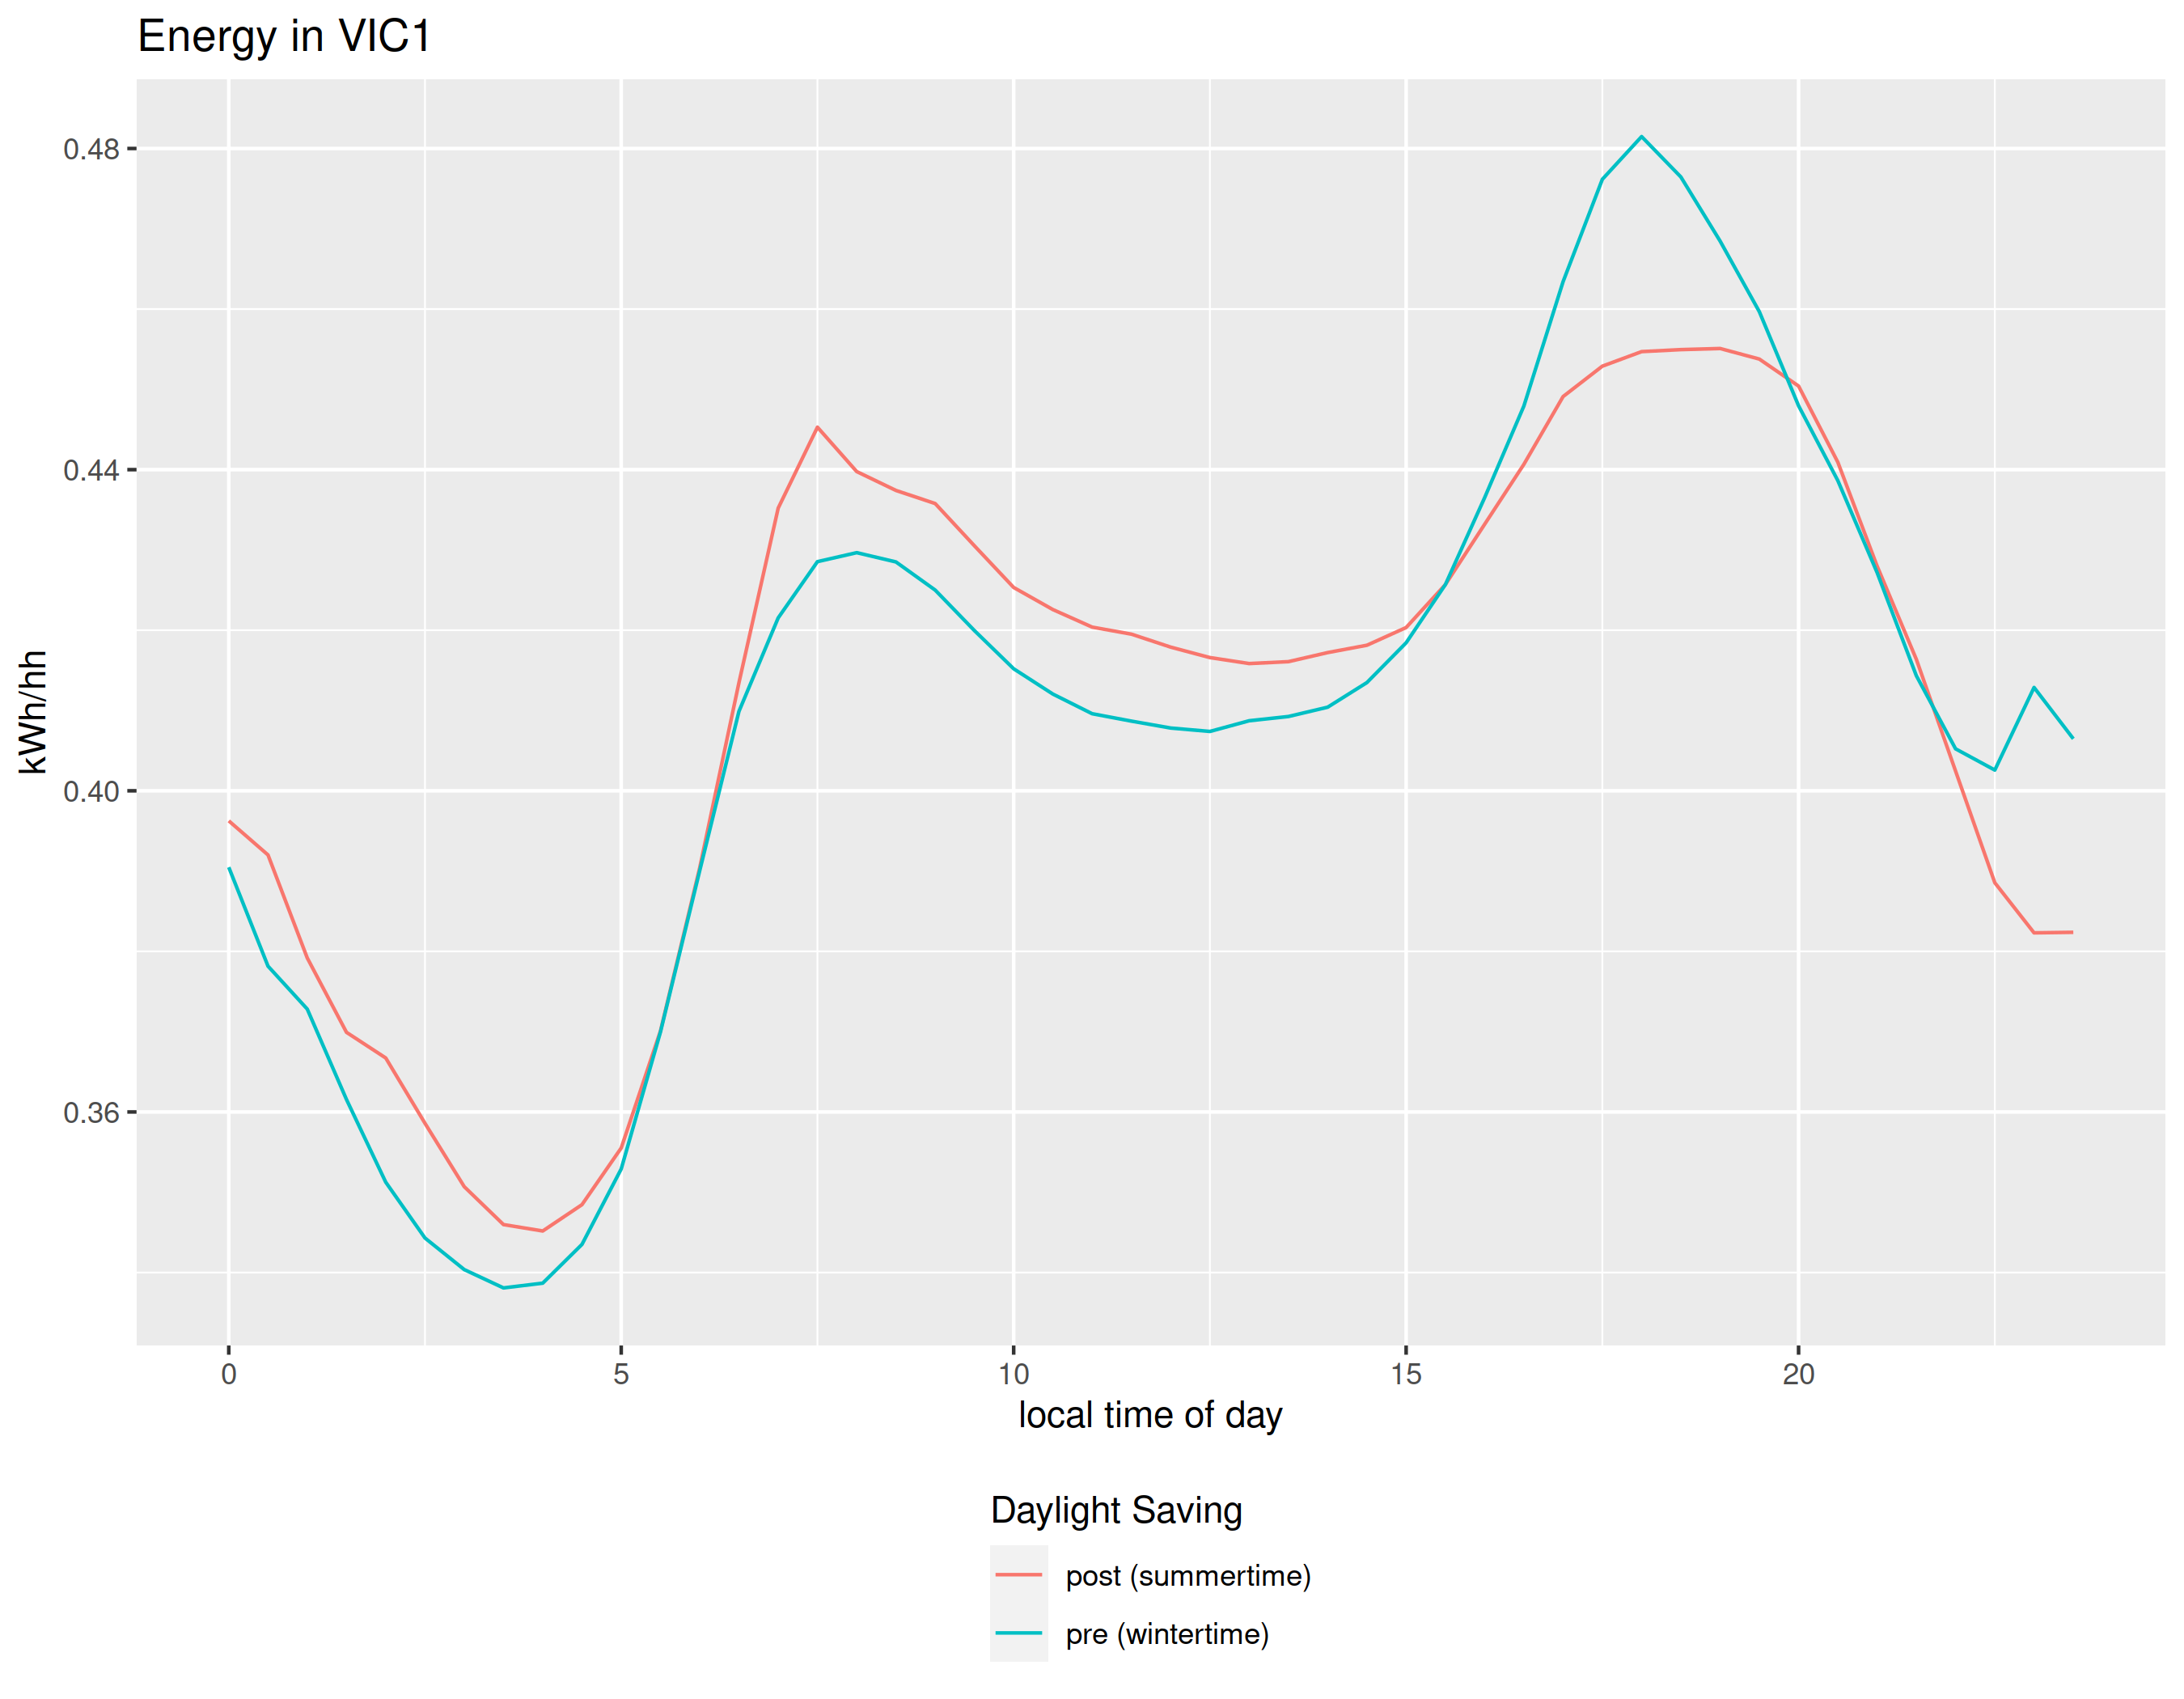 Energy in VIC1
kWh/hh
0.48
0.44
0.40
0.36
0 5 10 15 20
local time of day
Daylight Saving
post (summertime)
pre (wintertime)